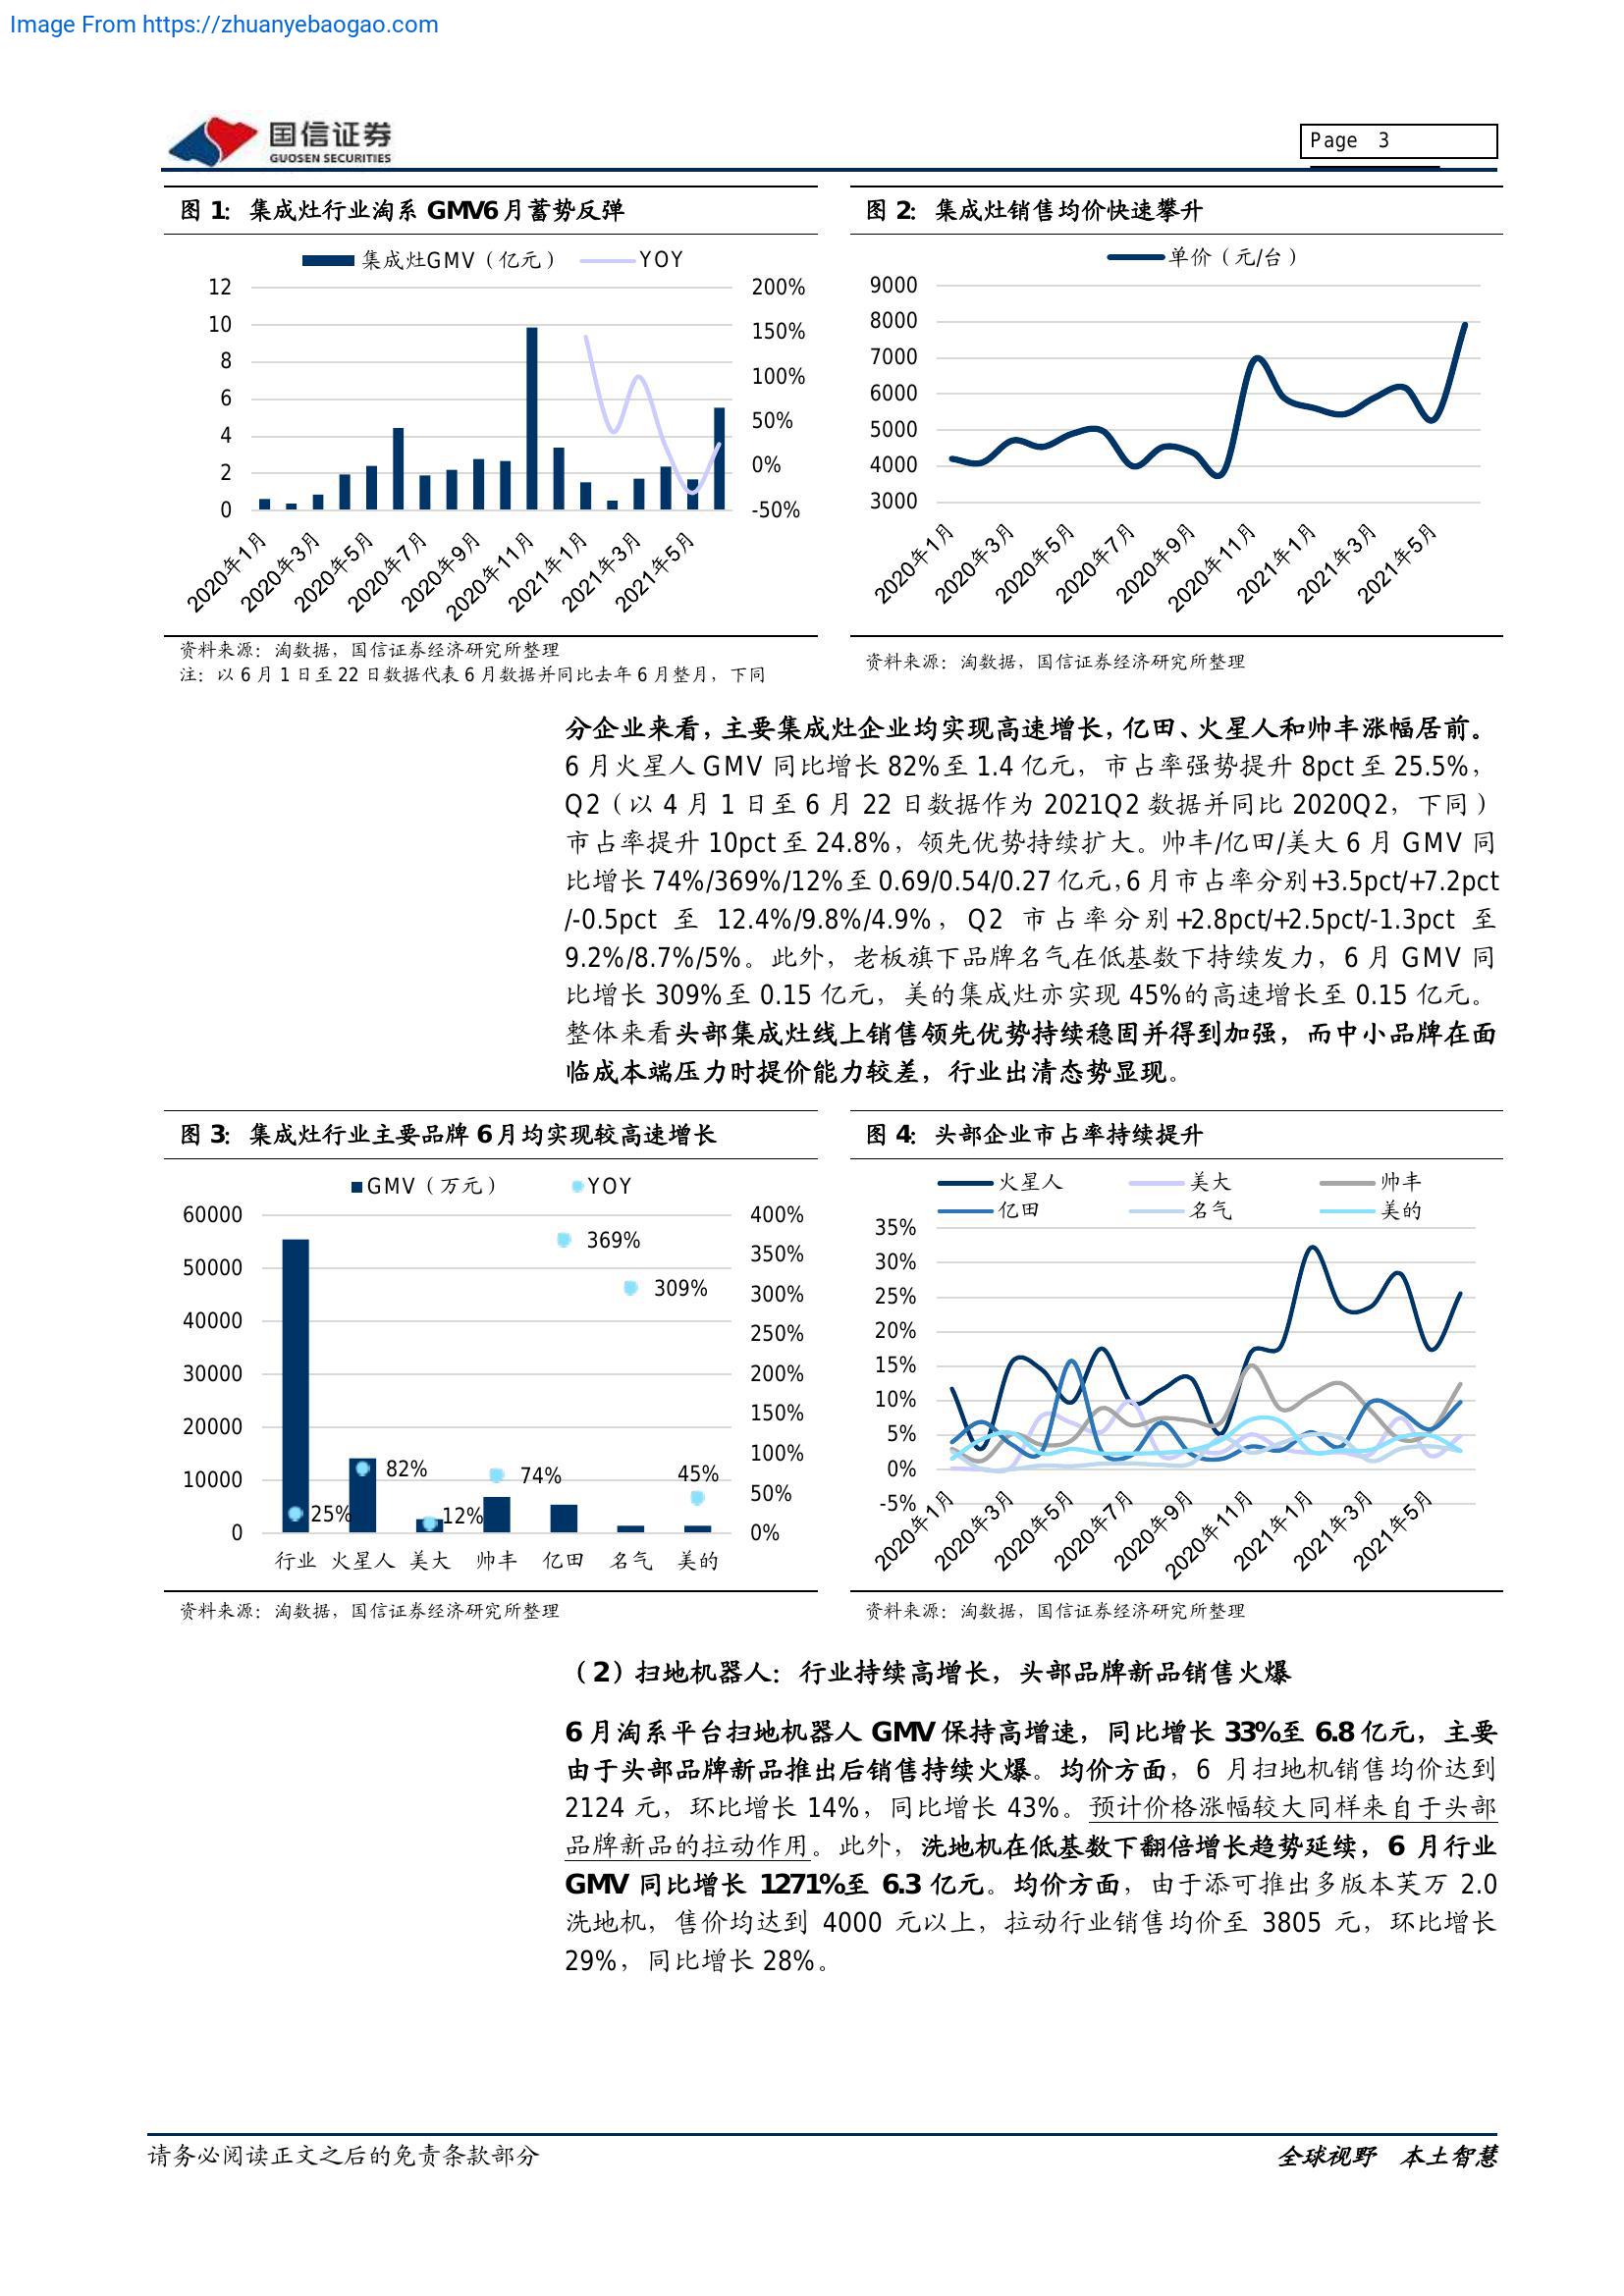 Image From https://zhuanyebaogao.com
国信证券
GUOSEN SECURITIES
Page 3
图 1：集成灶行业淘系 GMV6 月蓄势反弹
集成灶GMV（亿元） YOY
12
10
8
6
4
2
0
200%
150%
100%
50%
0%
-50%
2020年1月 2020年3月 2020年5月 2020年7月 2020年9月 2020年11月 2021年1月 2021年3月 2021年5月
资料来源：淘数据，国信证券经济研究所整理
注：以 6 月 1 日至 22 日数据代表 6 月数据并同比去年 6 月整月，下同
图 2：集成灶销售均价快速攀升
单价（元/台）
9000
8000
7000
6000
5000
4000
3000
2020年1月 2020年3月 2020年5月 2020年7月 2020年9月 2020年11月 2021年1月 2021年3月 2021年5月
资料来源：淘数据，国信证券经济研究所整理
分企业来看，主要集成灶企业均实现高速增长，亿田、火星人和帅丰涨幅居前。
6 月火星人 GMV 同比增长 82%至 1.4 亿元，市占率强势提升 8pct 至 25.5%，
Q2（以 4 月 1 日至 6 月 22 日数据作为 2021Q2 数据并同比 2020Q2，下同）
市占率提升 10pct 至 24.8%，领先优势持续扩大。帅丰/亿田/美大 6 月 GMV 同
比增长 74%/369%/12%至 0.69/0.54/0.27 亿元，6 月市占率分别+3.5pct/+7.2pct
/-0.5pct 至 12.4%/9.8%/4.9%，Q2 市占率分别+2.8pct/+2.5pct/-1.3pct 至
9.2%/8.7%/5%。此外，老板旗下品牌名气在低基数下持续发力，6 月 GMV 同
比增长 309%至 0.15 亿元，美的集成灶亦实现 45%的高速增长至 0.15 亿元。
整体来看头部集成灶线上销售领先优势持续稳固并得到加强，而中小品牌在面
临成本端压力时提价能力较差，行业出清态势显现。
图 3：集成灶行业主要品牌 6 月均实现较高速增长
GMV（万元） YOY
60000
50000
40000
30000
20000
10000
0
400%
350%
300%
250%
200%
150%
100%
50%
0%
25% 82% 12% 74% 369% 309% 45%
行业 火星人 美大 帅丰 亿田 名气 美的
资料来源：淘数据，国信证券经济研究所整理
图 4：头部企业市占率持续提升
火星人 美大 帅丰
亿田 名气 美的
35%
30%
25%
20%
15%
10%
5%
0%
-5%
2020年1月 2020年3月 2020年5月 2020年7月 2020年9月 2020年11月 2021年1月 2021年3月 2021年5月
资料来源：淘数据，国信证券经济研究所整理
（2）扫地机器人：行业持续高增长，头部品牌新品销售火爆
6 月淘系平台扫地机器人 GMV 保持高增速，同比增长 33%至 6.8 亿元，主要
由于头部品牌新品推出后销售持续火爆。均价方面，6 月扫地机销售均价达到
2124 元，环比增长 14%，同比增长 43%。预计价格涨幅较大同样来自于头部
品牌新品的拉动作用。此外，洗地机在低基数下翻倍增长趋势延续，6 月行业
GMV 同比增长 1271%至 6.3 亿元。均价方面，由于添可推出多版本芙万 2.0
洗地机，售价均达到 4000 元以上，拉动行业销售均价至 3805 元，环比增长
29%，同比增长 28%。
请务必阅读正文之后的免责条款部分
全球视野 本土智慧